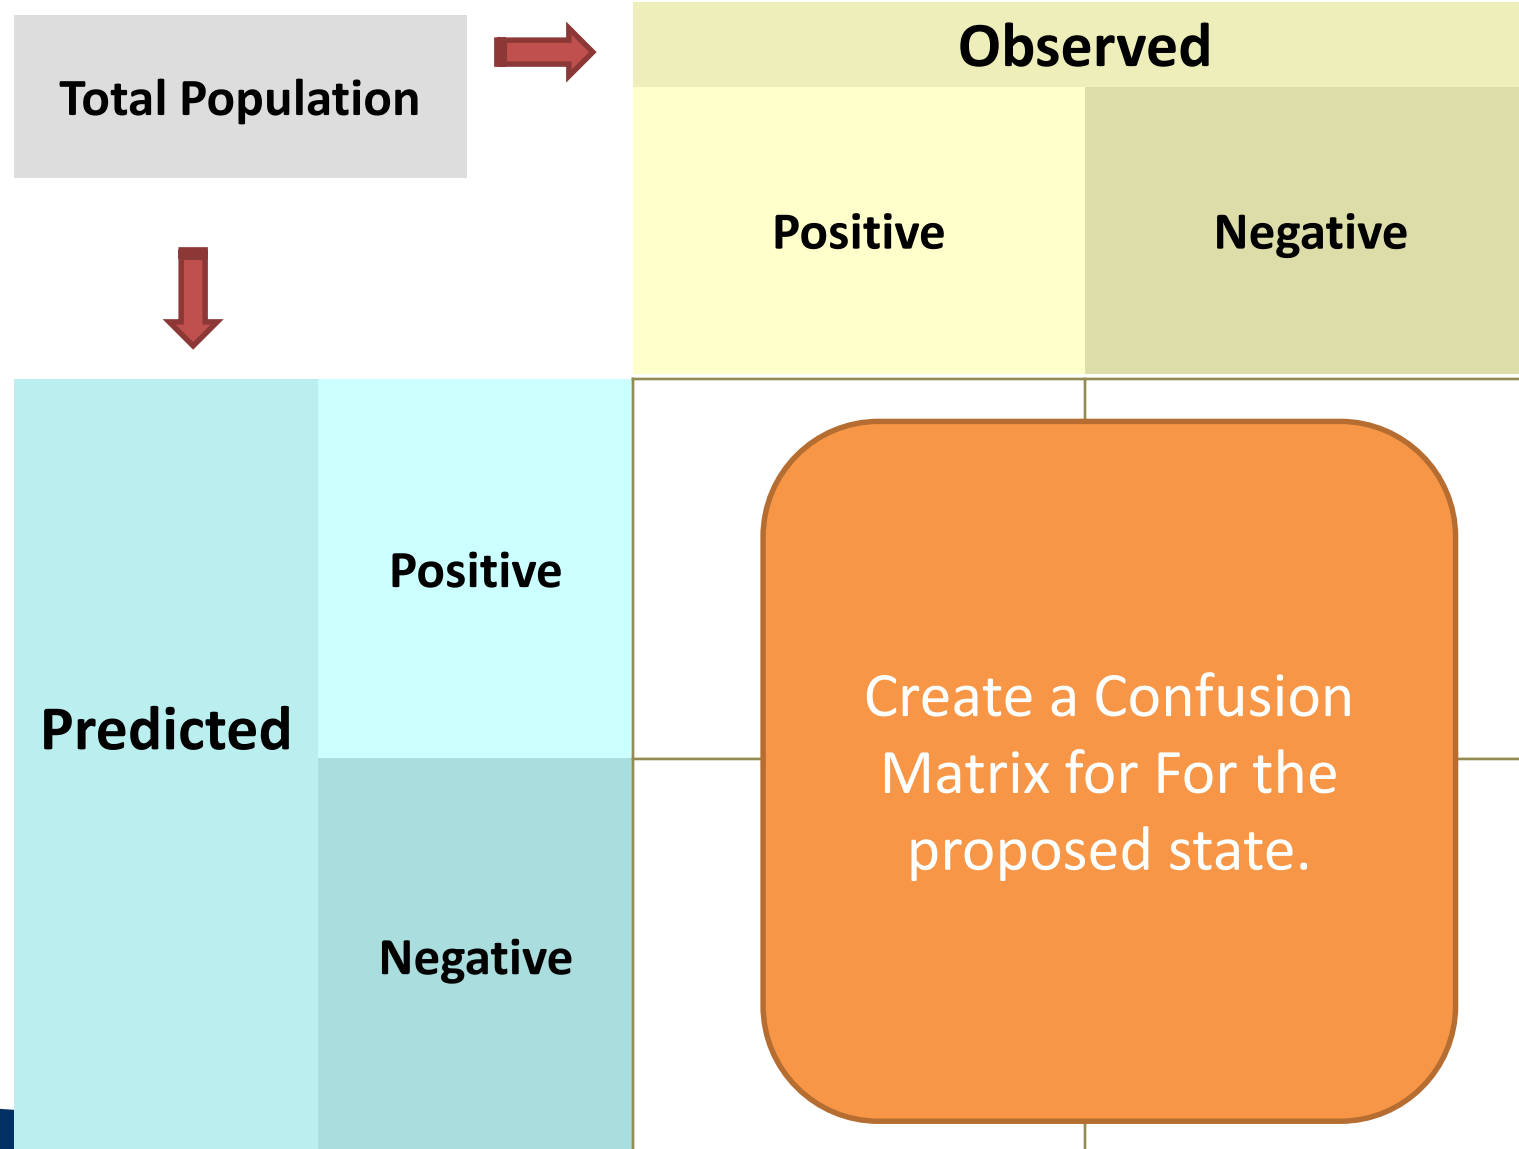 Total Population
Observed
Positive
Negative
Predicted
Positive
Negative
Create a Confusion
Matrix for For the
proposed state.